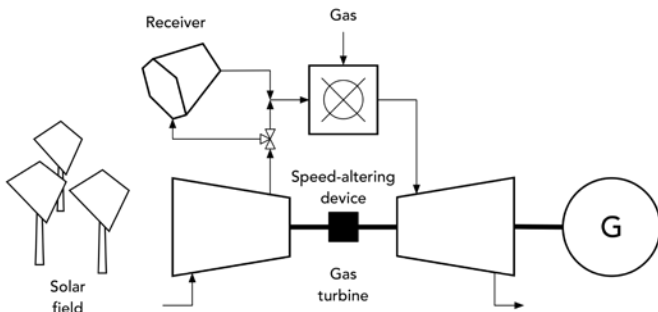 Receiver
Gas
Speed-altering
device
G
Solar
field
Gas
turbine